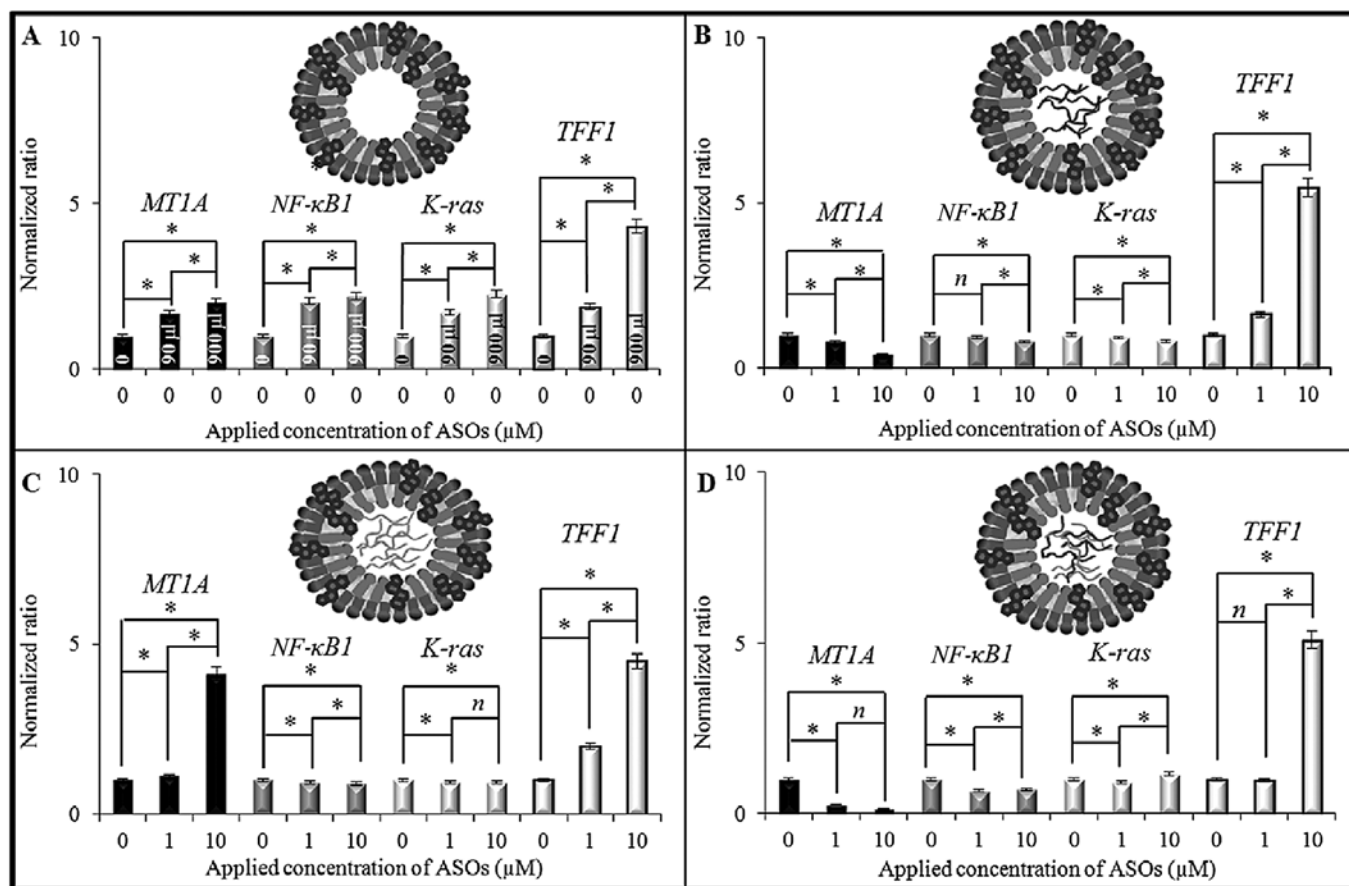 A
10
5
0
Normalized ratio
MT1A
NF-κB1
K-ras
TFF1
* * *
* * *
* * *
* * *
*
0 90 µl 900 µl 0 90 µl 900 µl 0 90 µl 900 µl 0 90 µl 900 µl
0 0 0 0 0 0 0 0 0 0 0 0
Applied concentration of ASOs (µM)
B
10
5
0
Normalized ratio
MT1A
NF-κB1
K-ras
TFF1
* * *
* n *
* * *
* * *
0 1 10 0 1 10 0 1 10 0 1 10
Applied concentration of ASOs (µM)
C
10
5
0
Normalized ratio
MT1A
NF-κB1
K-ras
TFF1
* * *
* * *
* * n
* * *
0 1 10 0 1 10 0 1 10 0 1 10
Applied concentration of ASOs (µM)
D
10
5
0
Normalized ratio
MT1A
NF-κB1
K-ras
TFF1
* * n
* * *
* * *
* n *
0 1 10 0 1 10 0 1 10 0 1 10
Applied concentration of ASOs (µM)